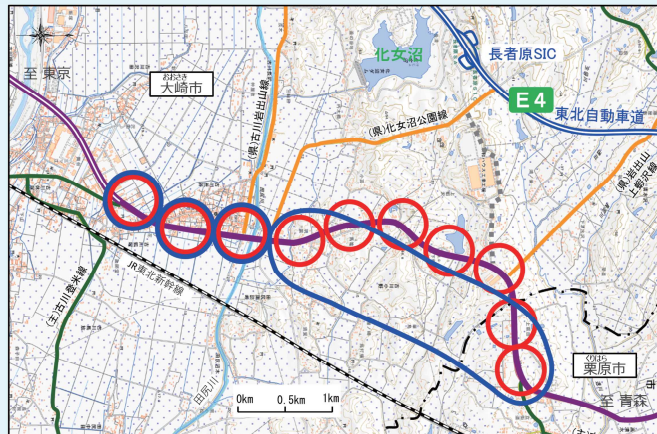 化女沼
長者原SIC
至 東京
おおさき
大崎市
E4
東北自動車道
(県)古川岩出山線
(県)化女沼公園線
(県)岩出山
上駒沢線
(主)古川登米線
JR東北新幹線
田尻川
くりはら
栗原市
至 青森
0km 0.5km 1km